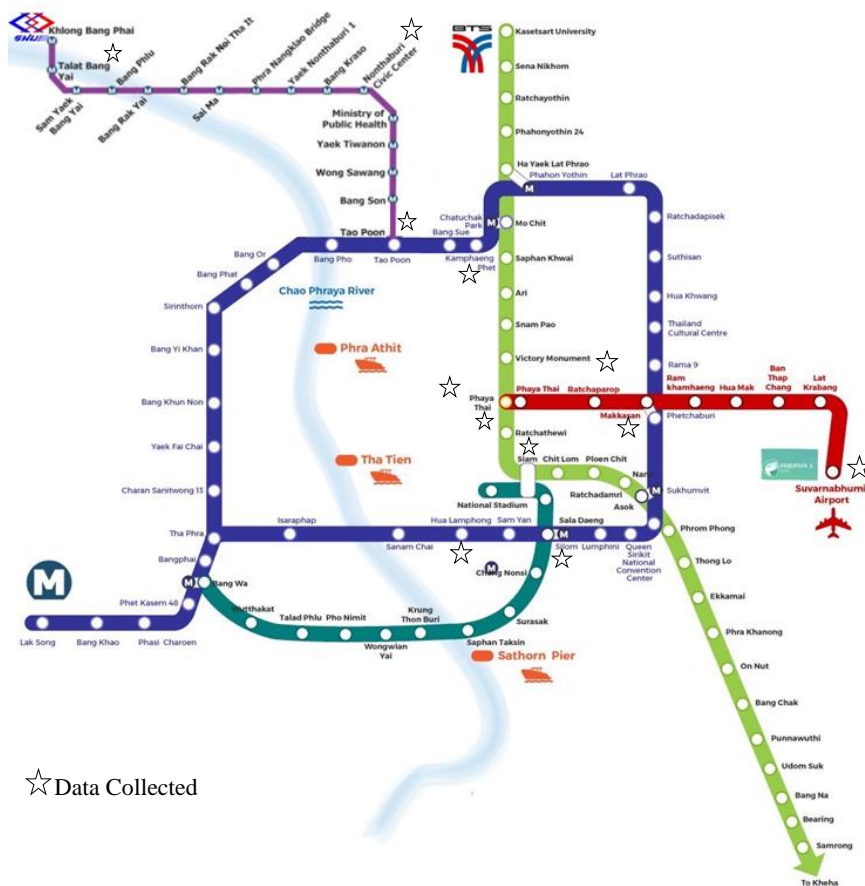 SWUIB
Khlong Bang Phai
Talat Bang
Yai
Sam Yaek
Bang Yai
Bang Phlu
Bang Rak Yai
Bang Rak Noi Tha It
Sai Ma
Phra Nangklao Bridge
Yaek Nonthaburi 1
Bang Kraso
Nonthaburi
Civic Center
Ministry of
Public Health
Yaek Tiwanon
Wong Sawang
Bang Son
Tao Poon
BTS
Kasetsart University
Sena Nikhom
Ratchayothin
Phahonyothin 24
Ha Yaek Lat Phrao
Phahon Yothin
Lat Phrao
M
Chatuchak
Park
M
Mo Chit
Bang Sue
Kamphaeng
Phet
Tao Poon
Bang Pho
Bang Or
Bang Phat
Sirinthorn
Bang Yi Khan
Bang Khun Non
Yaek Fai Chai
Charan Sanitwong 13
Tha Phra
Saphan Khwai
Ari
Snam Pao
Victory Monument
Ratchadapisek
Suthisan
Hua Khwang
Thailand
Cultural Centre
Rama 9
Chao Phraya River
Phra Athit
Tha Tien
Sathorn Pier
Phaya
Thai
Phaya Thai
Ratchaparop
Makkasan
Ram
khamhaeng
Hua Mak
Ban
Thap
Chang
Lat
Krabang
Phetchaburi
Suvarnabhumi
Airport
Ratchathewi
Siam
Chit Lom
Ploen Chit
Nana
Ratchadamri
Asok
M
Sukhumvit
National Stadium
Isaraphap
Sanam Chai
Hua Lamphong
Sam Yan
Sala Daeng
M
Silom
Lumphini
Queen
Sirikit
National
Convention
Center
Phrom Phong
Thong Lo
Ekkamai
Phra Khanong
On Nut
Bang Chak
Punnawuthi
Udom Suk
Bang Na
Bearing
Samrong
To Kheha
M
Chong Nonsi
Surasak
Saphan Taksin
Krung
Thon Buri
Wongwian
Yai
Pho Nimit
Talad Phlu
Wutthakat
M
Bang Wa
Bangphai
Phet Kasem 48
M
Lak Song
Bang Khao
Phasi Charoen
Data Collected